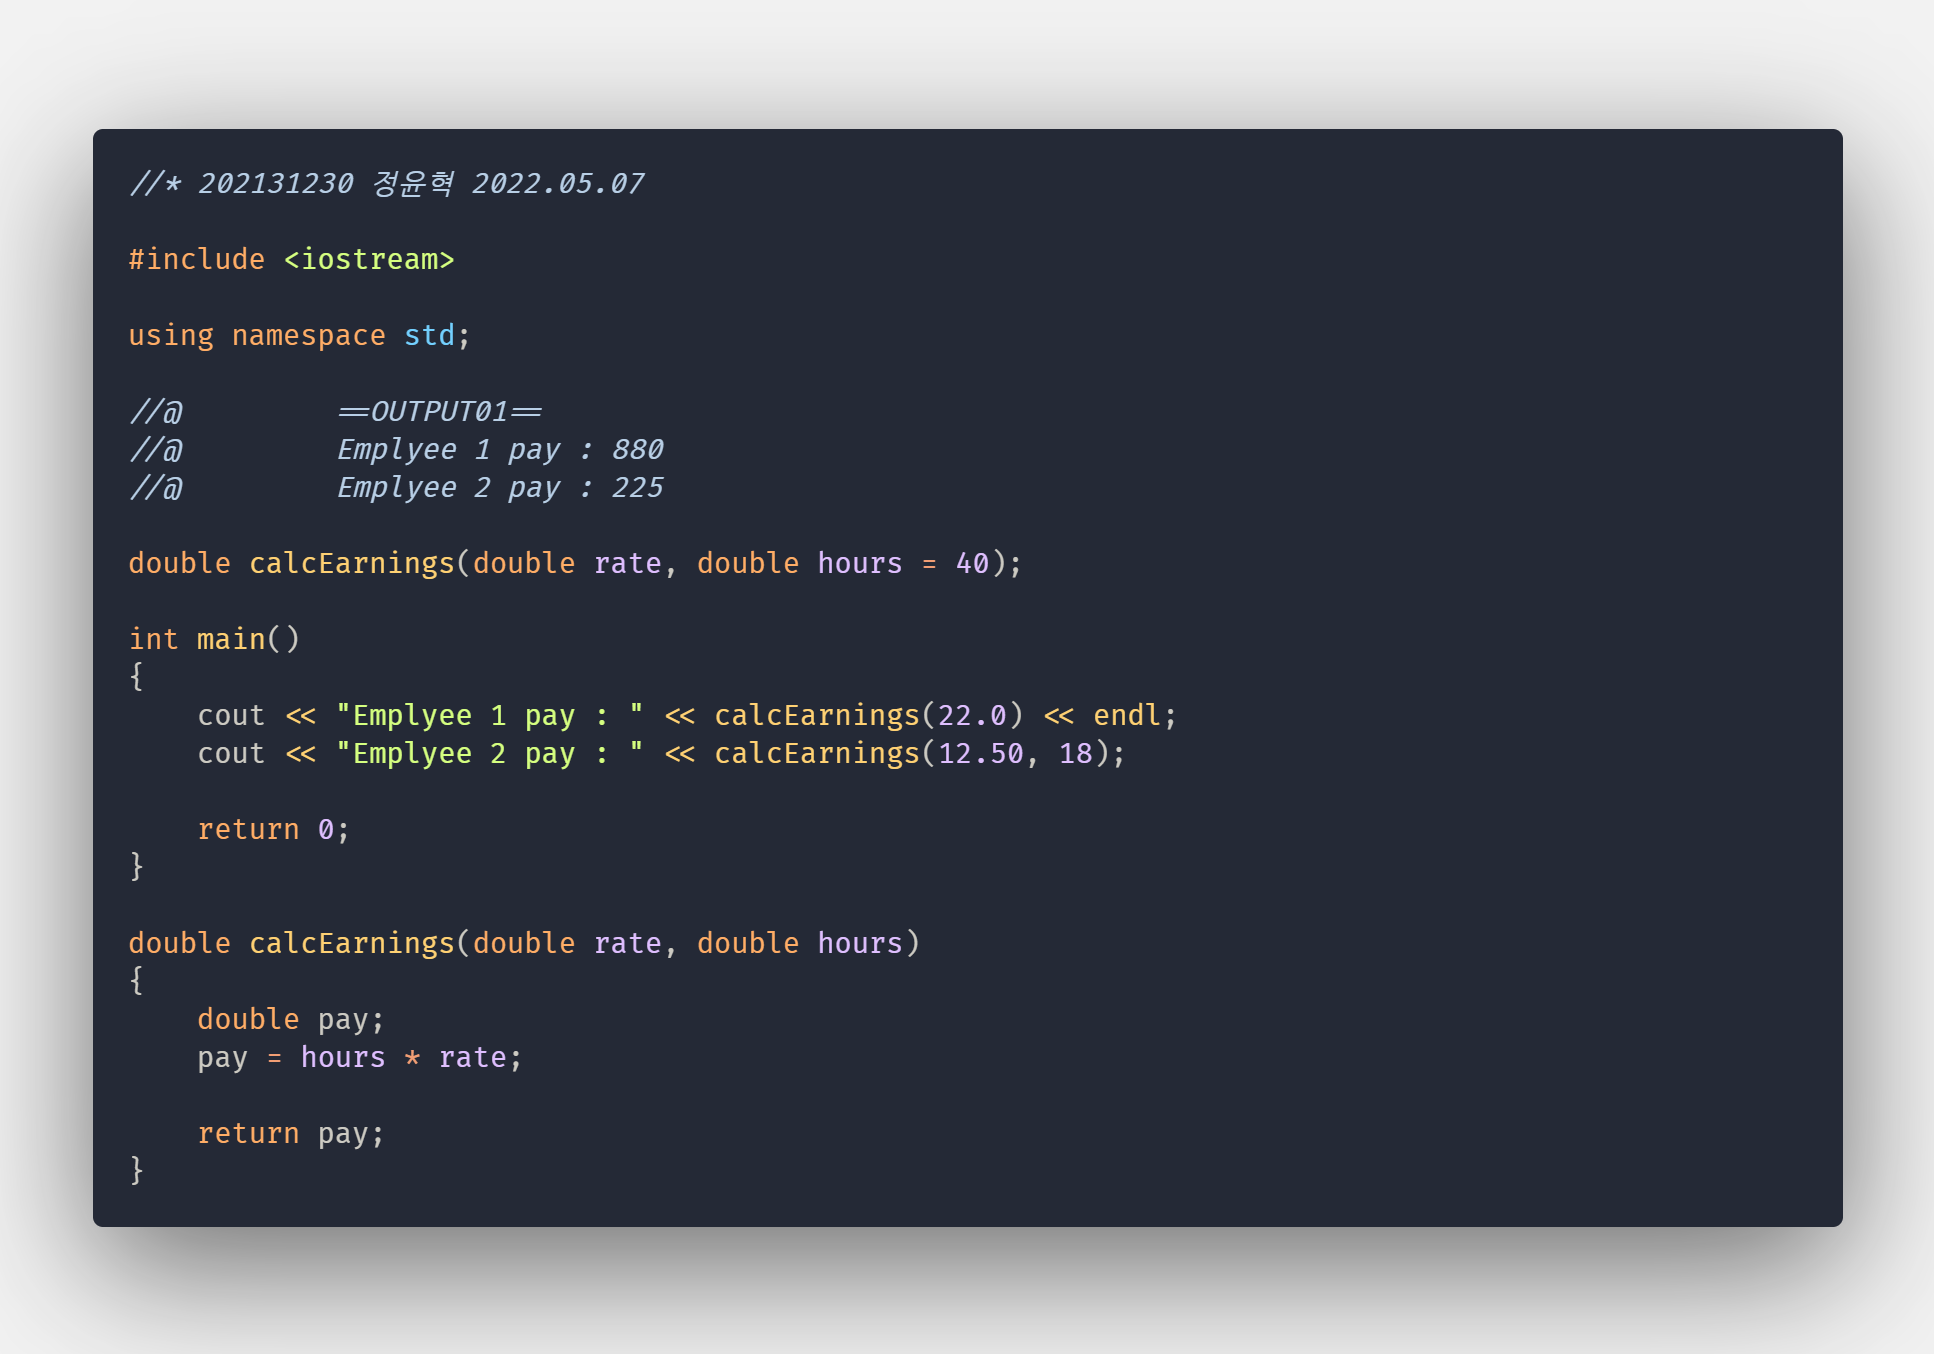 //* 202131230 정윤혁 2022.05.07
#include <iostream>
using namespace std;
//@         ==OUTPUT01==
//@         Emplyee 1 pay : 880
//@         Emplyee 2 pay : 225
double calcEarnings(double rate, double hours = 40);
int main()
{
    cout << "Emplyee 1 pay : " << calcEarnings(22.0) << endl;
    cout << "Emplyee 2 pay : " << calcEarnings(12.50, 18);
    return 0;
}
double calcEarnings(double rate, double hours)
{
    double pay;
    pay = hours * rate;
    return pay;
}